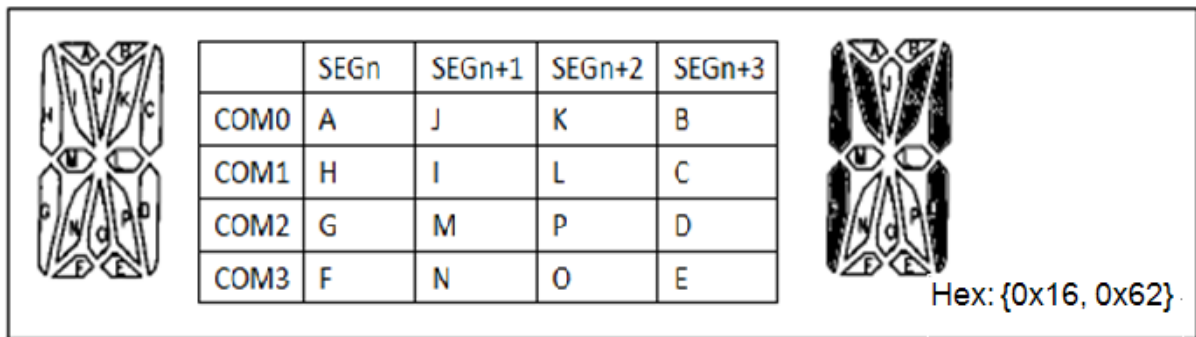 A B
H I J K C
M L
G N O P D
F E
SEGn SEGn+1 SEGn+2 SEGn+3
COM0 A J K B
COM1 H I L C
COM2 G M P D
COM3 F N O E
A B
J
M L
N O P
F E
Hex: {0x16, 0x62}